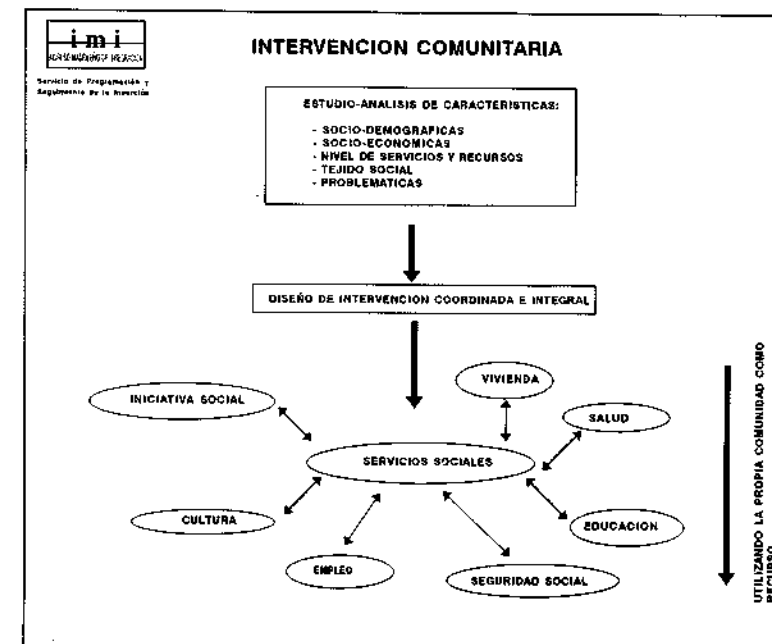 imi
Servicio de Programación y
Seguimiento de la Inserción
INTERVENCION COMUNITARIA
ESTUDIO-ANALISIS DE CARACTERISTICAS:
- SOCIO-DEMOGRAFICAS
- SOCIO-ECONOMICAS
- NIVEL DE SERVICIOS Y RECURSOS
- TEJIDO SOCIAL
- PROBLEMATICAS
DISEÑO DE INTERVENCION COORDINADA E INTEGRAL
VIVIENDA
INICIATIVA SOCIAL
SALUD
SERVICIOS SOCIALES
CULTURA
EDUCACION
EMPLEO
SEGURIDAD SOCIAL
UTILIZANDO LA PROPIA COMUNIDAD COMO
RECURSO